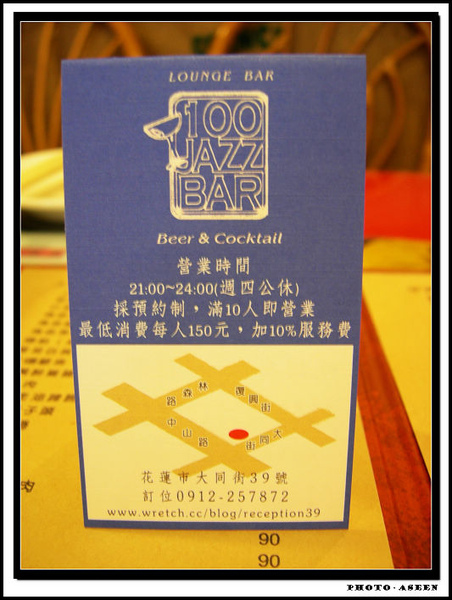 LOUNGE BAR
100
JAZZ
BAR
Beer & Cocktail
營業時間
21:00~24:00(週四公休)
採預約制，滿10人即營業
最低消費每人150元，加10%服務費
林森路
復興街
中山路
大同街
花蓮市大同街39號
訂位0912-257872
www.wretch.cc/blog/reception39
肉
90
90
PHOTO·ASEEN